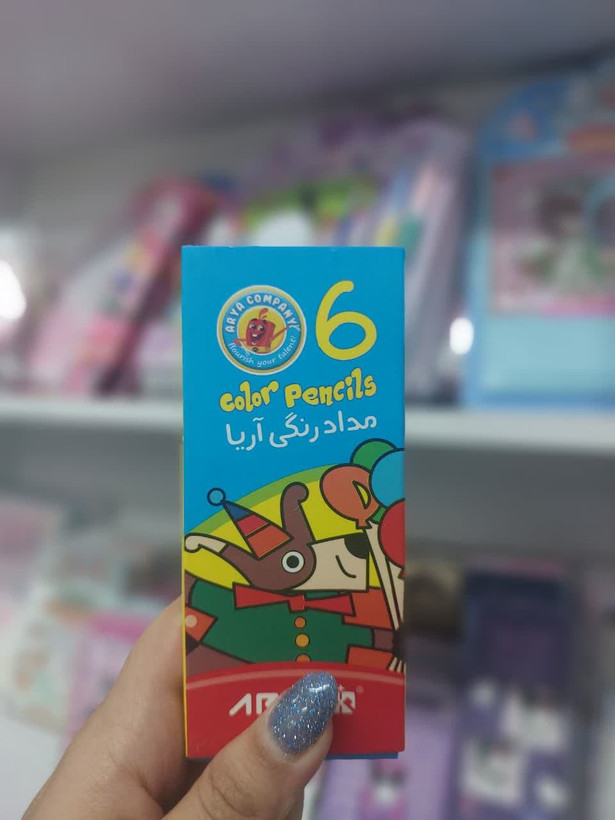 ARYA COMPANY
flourish your talent!
6
color Pencils
مداد رنگی آریا